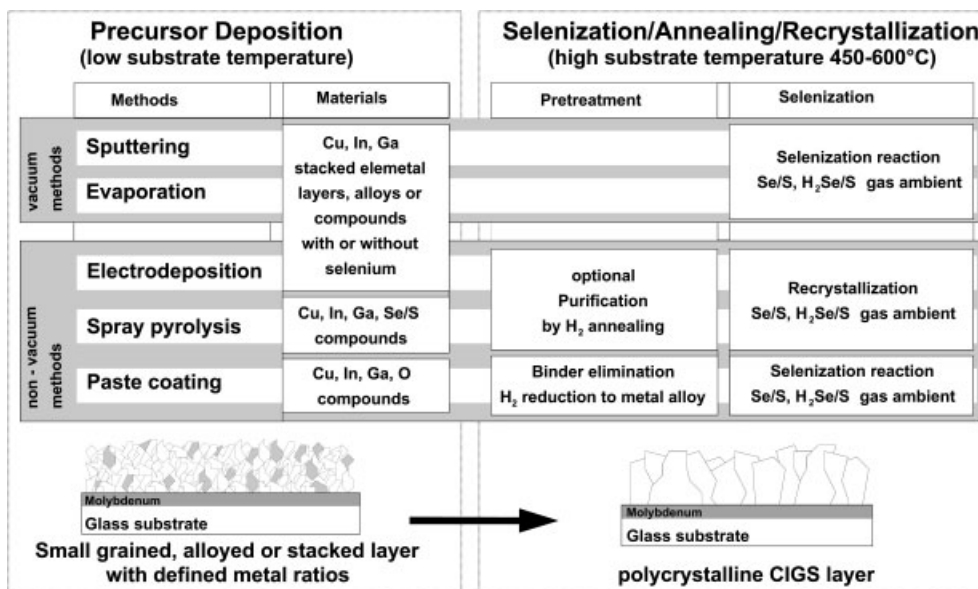 Precursor Deposition
(low substrate temperature)
Selenization/Annealing/Recrystallization
(high substrate temperature 450-600°C)
Methods
Materials
Pretreatment
Selenization
vacuum
methods
Sputtering
Evaporation
Cu, In, Ga
stacked elemetal
layers, alloys or
compounds
with or without
selenium
Selenization reaction
Se/S, H₂Se/S gas ambient
non - vacuum
methods
Electrodeposition
Spray pyrolysis
Paste coating
Cu, In, Ga, Se/S
compounds
Cu, In, Ga, O
compounds
optional
Purification
by H₂ annealing
Binder elimination
H₂ reduction to metal alloy
Recrystallization
Se/S, H₂Se/S gas ambient
Selenization reaction
Se/S, H₂Se/S gas ambient
Molybdenum
Glass substrate
Small grained, alloyed or stacked layer
with defined metal ratios
Molybdenum
Glass substrate
polycrystalline CIGS layer